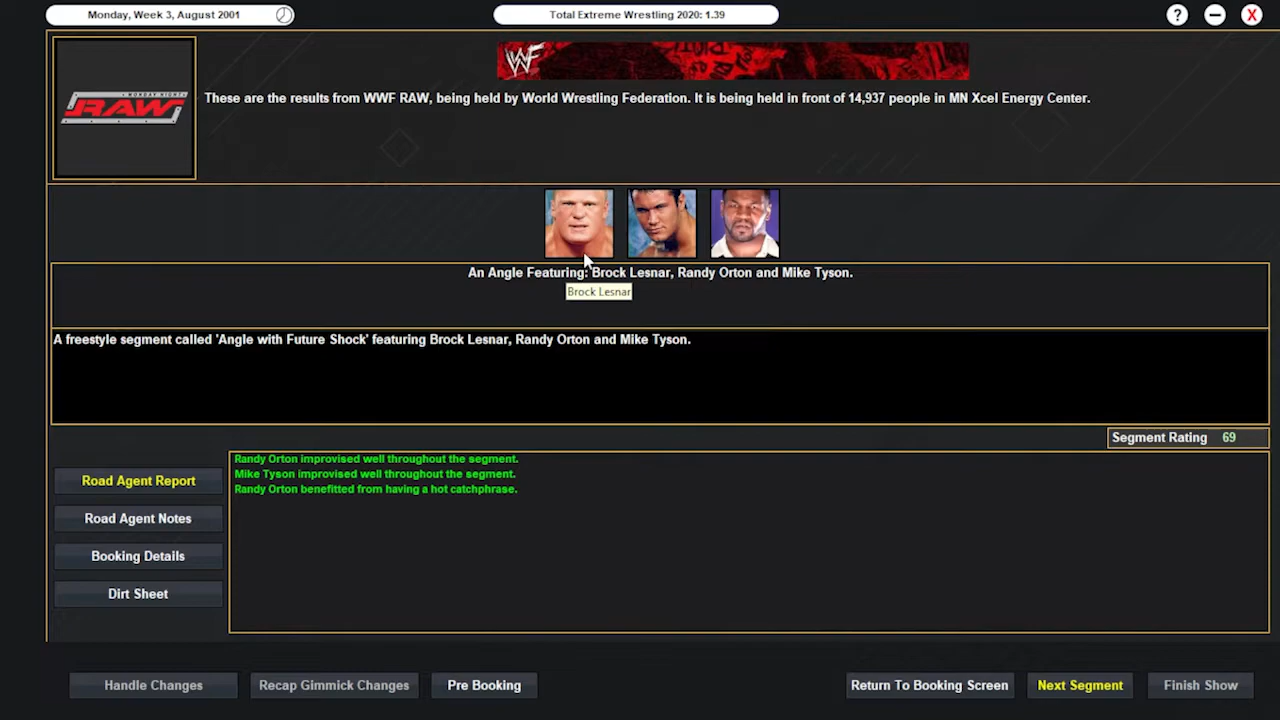 Monday, Week 3, August 2001
Total Extreme Wrestling 2020: 1.39
?
X
WF
MONDAY NIGHT
RAW
These are the results from WWF RAW, being held by World Wrestling Federation. It is being held in front of 14,937 people in MN Xcel Energy Center.
An Angle Featuring: Brock Lesnar, Randy Orton and Mike Tyson.
Brock Lesnar
A freestyle segment called 'Angle with Future Shock' featuring Brock Lesnar, Randy Orton and Mike Tyson.
Segment Rating 69
Road Agent Report
Road Agent Notes
Booking Details
Dirt Sheet
Randy Orton improvised well throughout the segment.
Mike Tyson improvised well throughout the segment.
Randy Orton benefitted from having a hot catchphrase.
Handle Changes
Recap Gimmick Changes
Pre Booking
Return To Booking Screen
Next Segment
Finish Show